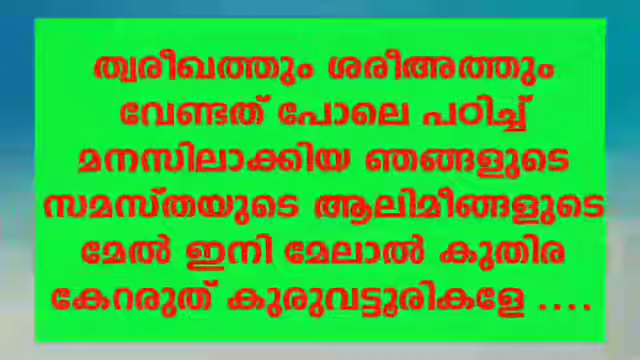 ത്വരീഖത്തും ശരീഅത്തും
വേണ്ടത് പോലെ പഠിച്ച്
മനസിലാക്കിയ ഞങ്ങളുടെ
സമസ്തയുടെ ആലിമീങ്ങളുടെ
മേൽ ഇനി മേലാൽ കുതിര
കേറരുത് കുരുവട്ടൂരികളേ ....